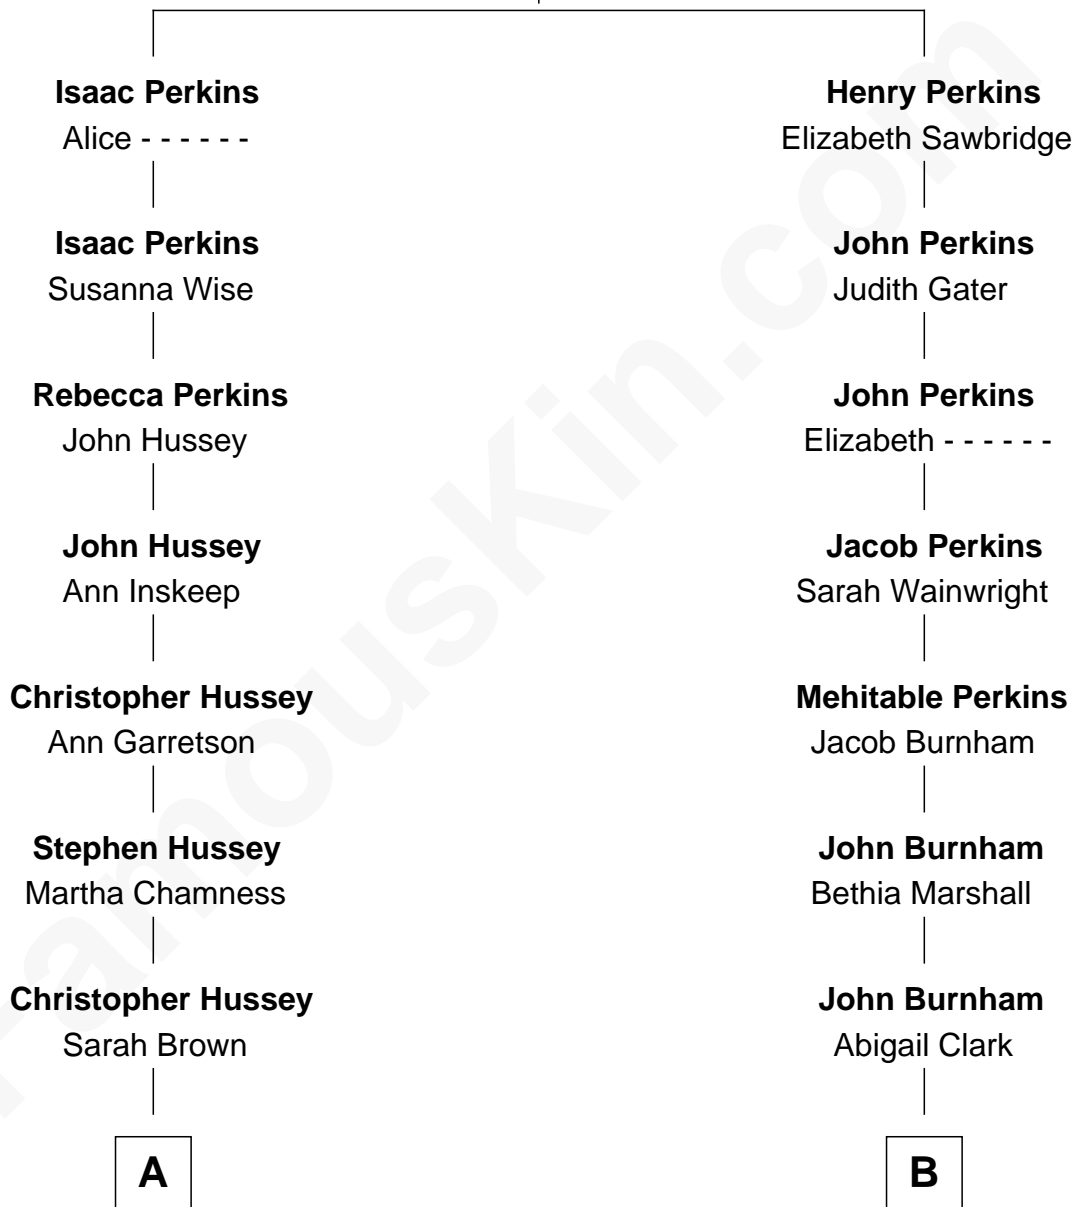 Isaac Perkins
Alice - - - - - -
Isaac Perkins
Susanna Wise
Rebecca Perkins
John Hussey
John Hussey
Ann Inskeep
Christopher Hussey
Ann Garretson
Stephen Hussey
Martha Chamness
Christopher Hussey
Sarah Brown
A
Henry Perkins
Elizabeth Sawbridge
John Perkins
Judith Gater
John Perkins
Elizabeth - - - - - -
Jacob Perkins
Sarah Wainwright
Mehitable Perkins
Jacob Burnham
John Burnham
Bethia Marshall
John Burnham
Abigail Clark
B
FamousKin.com